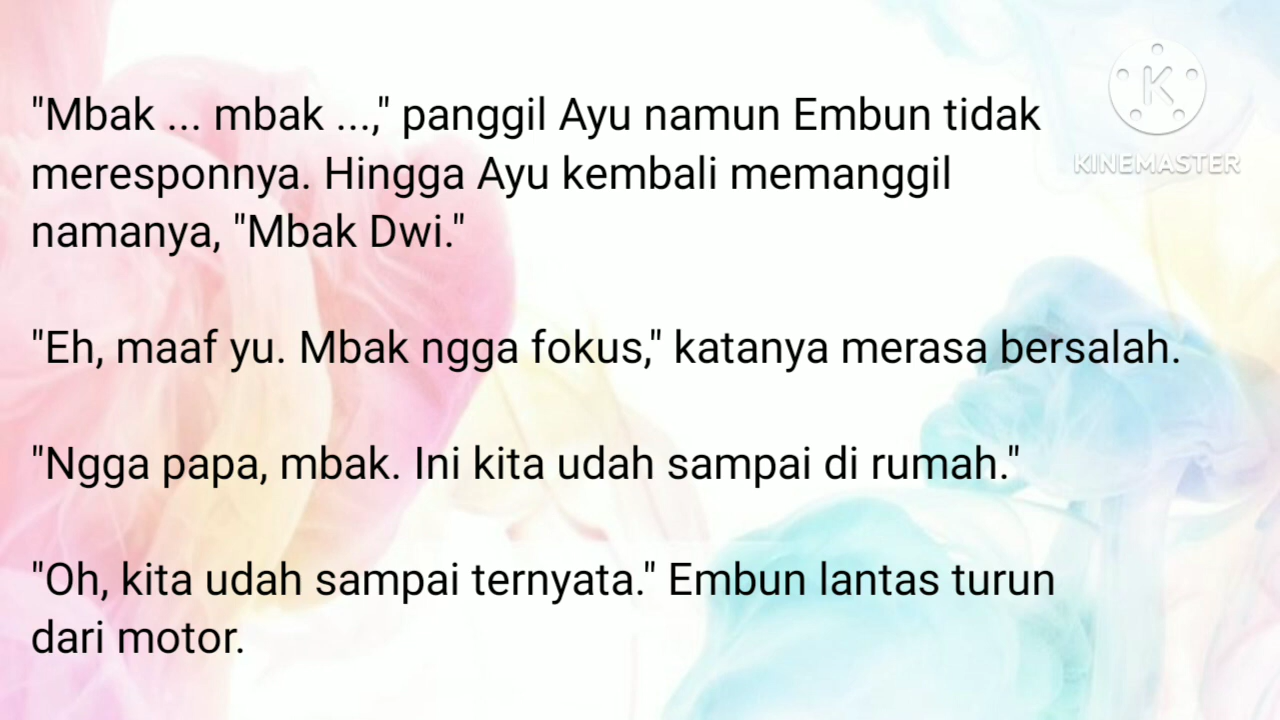 "Mbak ... mbak ...," panggil Ayu namun Embun tidak
meresponnya. Hingga Ayu kembali memanggil
namanya, "Mbak Dwi."
"Eh, maaf yu. Mbak ngga fokus," katanya merasa bersalah.
"Ngga papa, mbak. Ini kita udah sampai di rumah."
"Oh, kita udah sampai ternyata." Embun lantas turun
dari motor.
K
KINEMASTER